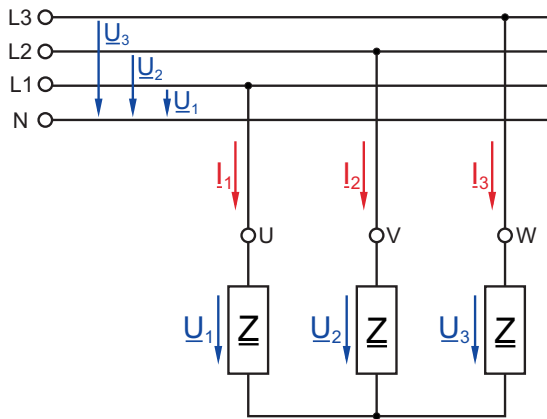 L3 U₃
L2 U₂
L1 U₁
N
I₁ I₂ I₃
U V W
U₁ Z U₂ Z U₃ Z